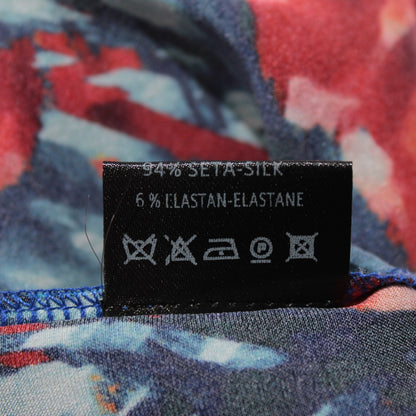 94% SETA-SILK
6% ELASTAN-ELASTANE
P